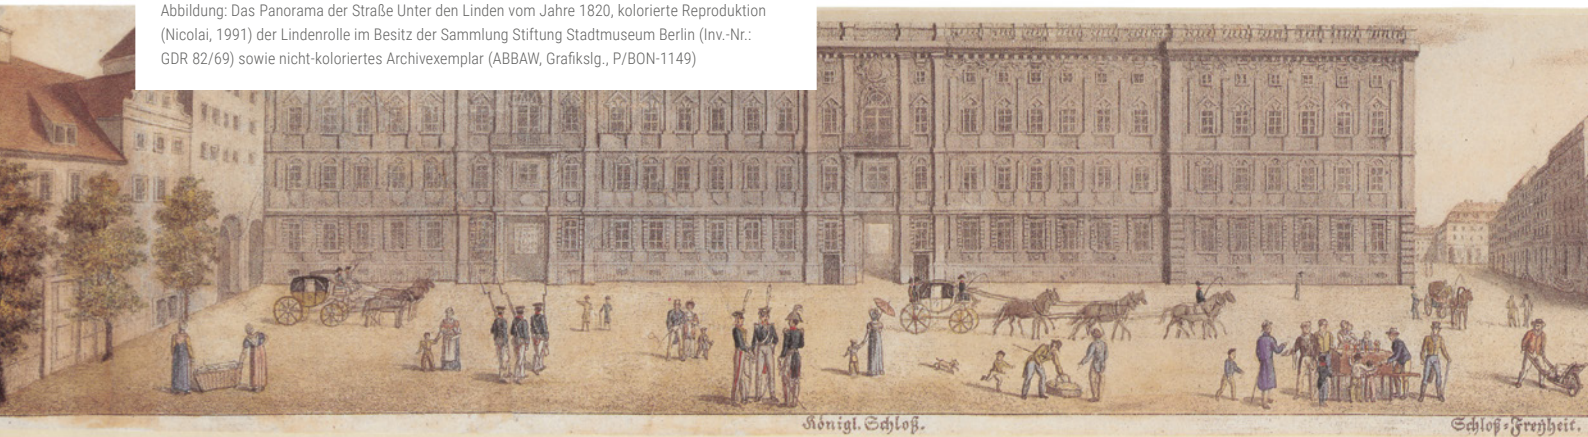 Abbildung: Das Panorama der Straße Unter den Linden vom Jahre 1820, kolorierte Reproduktion
(Nicolai, 1991) der Lindenrolle im Besitz der Sammlung Stiftung Stadtmuseum Berlin (Inv.-Nr.:
GDR 82/69) sowie nicht-koloriertes Archivexemplar (ABBAW, Grafikslg., P/BON-1149)
Königl. Schloß.
Schloß-Freÿheit.